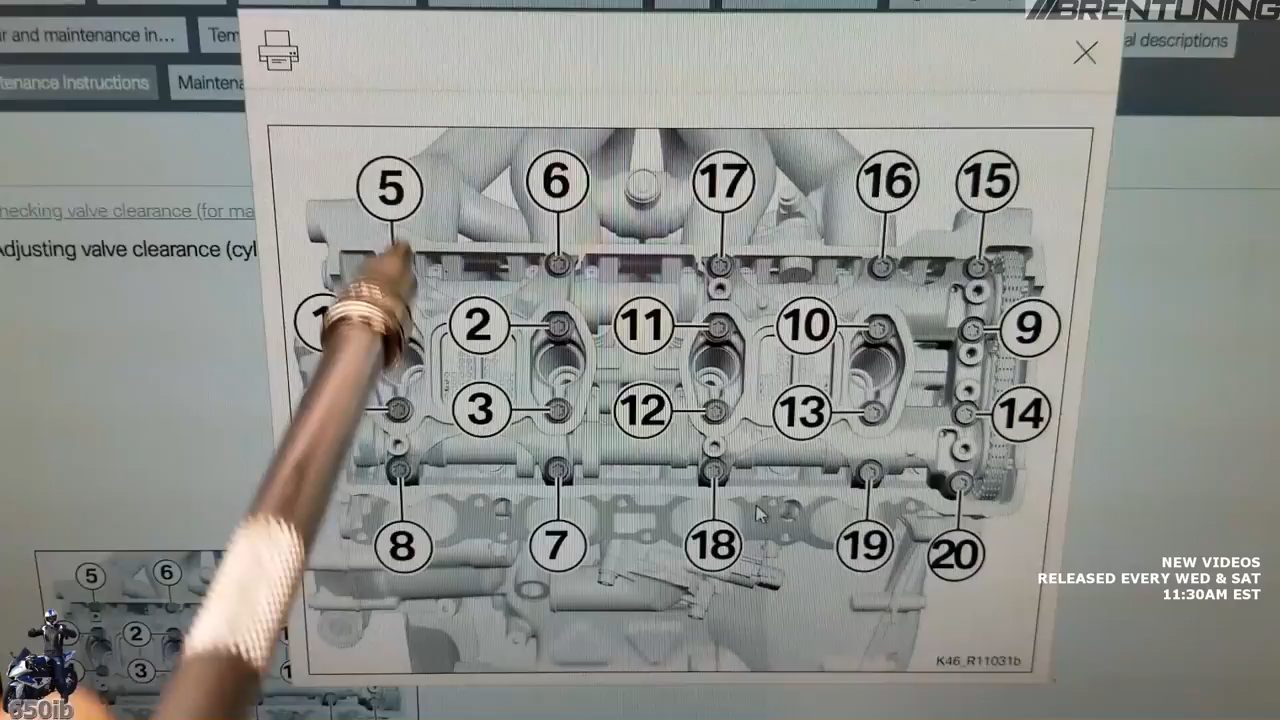 ///BRENTUNING
r and maintenance in...
Tem
al descriptions
tenance Instructions
Maintena
hecking valve clearance (for ma
Adjusting valve clearance (cyl
5
6
17
16
15
1
2
11
10
9
3
12
13
14
8
7
18
19
20
K46_R11031b
NEW VIDEOS
RELEASED EVERY WED & SAT
11:30AM EST
5
6
2
3
650ib